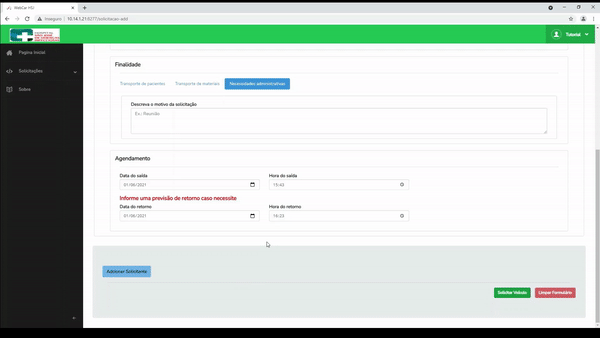 WebCar HU
Inseguro | 10.14.1.21:8277/solicitacao-add
Tutorial
Pagina Inicial
Solicitações
Sobre
Finalidade
Transporte de pacientes
Transporte de materiais
Necessidades administrativas
Descreva o motivo da solicitação
Ex.: Reunião
Agendamento
Data da saída
Hora da saída
01/06/2021
15:43
Informe uma previsão de retorno caso necessite
Data do retorno
Hora do retorno
01/06/2021
16:23
Adicionar Solicitante
Solicitar Veículo
Limpar Formulário